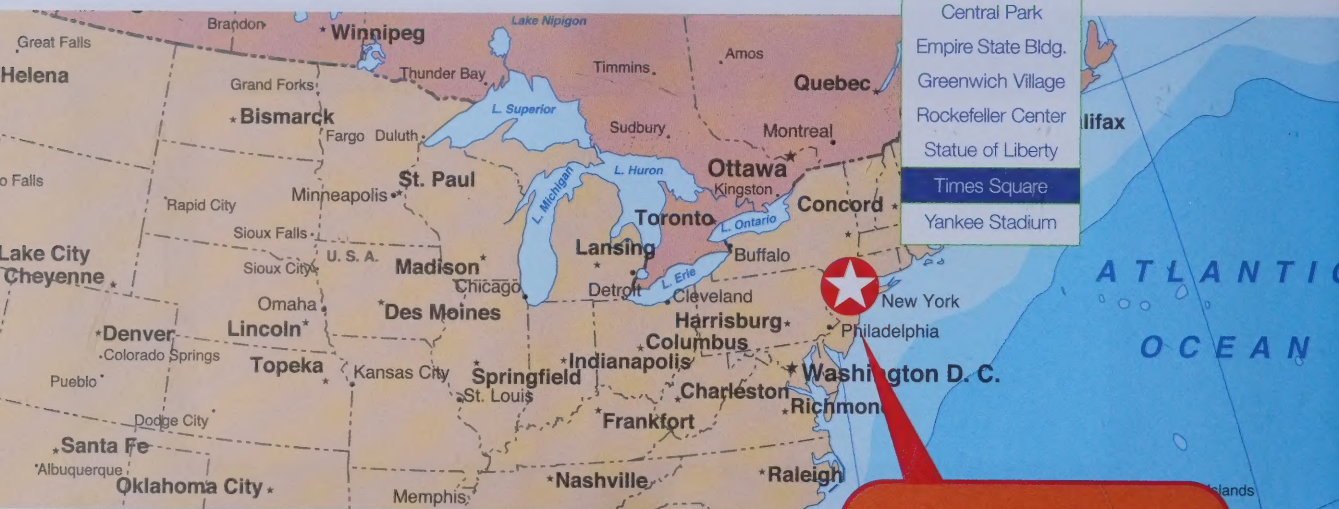 Central Park
Empire State Bldg.
Greenwich Village
Rockefeller Center
Statue of Liberty
Times Square
Yankee Stadium
Brandon
Winnipeg
Lake Nipigon
Great Falls
Helena
Grand Forks
Thunder Bay
Timmins
Amos
Quebec
Bismarck
L. Superior
Fargo
Duluth
Sudbury
Montreal
lifax
o Falls
Minneapolis
St. Paul
L. Michigan
L. Huron
Ottawa
Kingston
Rapid City
Toronto
L. Ontario
Concord
Sioux Falls
Lansing
Buffalo
Lake City
U. S. A.
Cheyenne
Sioux City
Madison
Chicago
Detroit
L. Erie
Cleveland
New York
ATLANTIC
Omaha
Des Moines
Harrisburg
Philadelphia
Denver
Lincoln
Columbus
OCEAN
Colorado Springs
Topeka
Indianapolis
Pueblo
Kansas City
Springfield
Washington D. C.
St. Louis
Charleston
Richmon
Dodge City
Frankfort
Santa Fe
Albuquerque
Oklahoma City
Memphis
Nashville
Raleigh
Islands